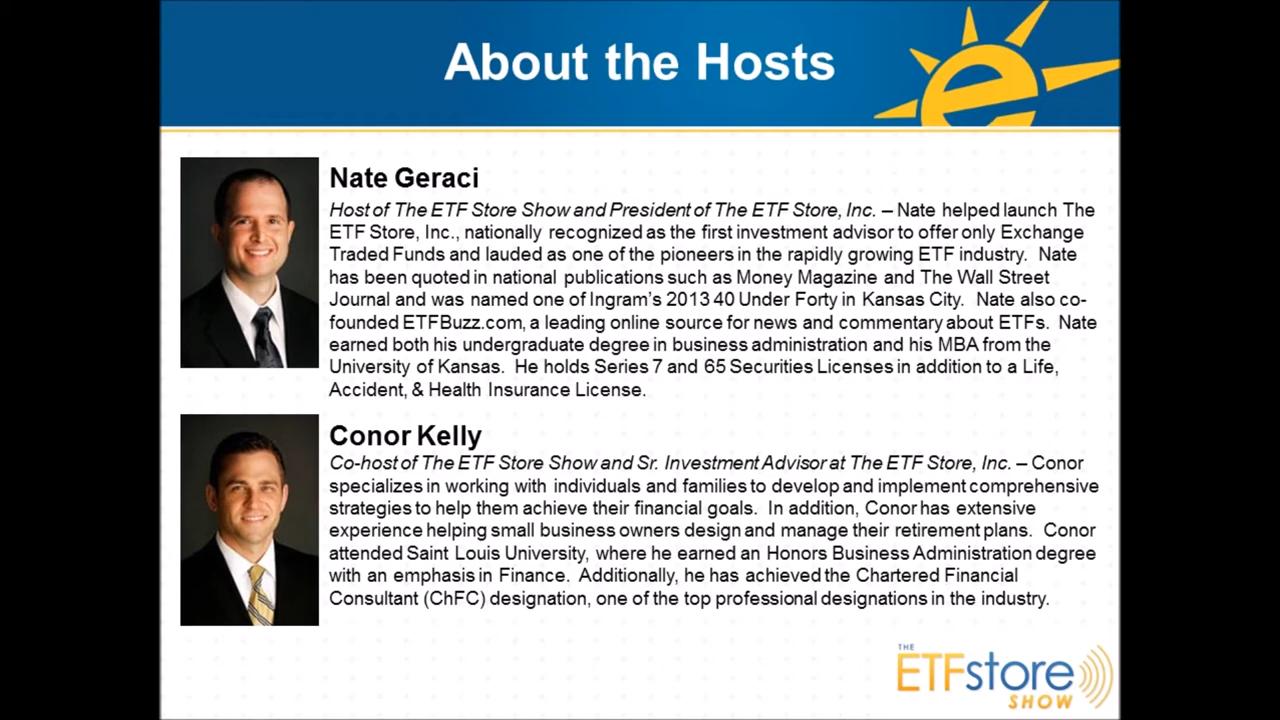 About the Hosts
Nate Geraci
Host of The ETF Store Show and President of The ETF Store, Inc. – Nate helped launch The
ETF Store, Inc., nationally recognized as the first investment advisor to offer only Exchange
Traded Funds and lauded as one of the pioneers in the rapidly growing ETF industry.  Nate
has been quoted in national publications such as Money Magazine and The Wall Street
Journal and was named one of Ingram's 2013 40 Under Forty in Kansas City.  Nate also co-
founded ETFBuzz.com, a leading online source for news and commentary about ETFs.  Nate
earned both his undergraduate degree in business administration and his MBA from the
University of Kansas.  He holds Series 7 and 65 Securities Licenses in addition to a Life,
Accident, & Health Insurance License.
Conor Kelly
Co-host of The ETF Store Show and Sr. Investment Advisor at The ETF Store, Inc. – Conor
specializes in working with individuals and families to develop and implement comprehensive
strategies to help them achieve their financial goals.  In addition, Conor has extensive
experience helping small business owners design and manage their retirement plans.  Conor
attended Saint Louis University, where he earned an Honors Business Administration degree
with an emphasis in Finance.  Additionally, he has achieved the Chartered Financial
Consultant (ChFC) designation, one of the top professional designations in the industry.
THE
ETFstore
SHOW